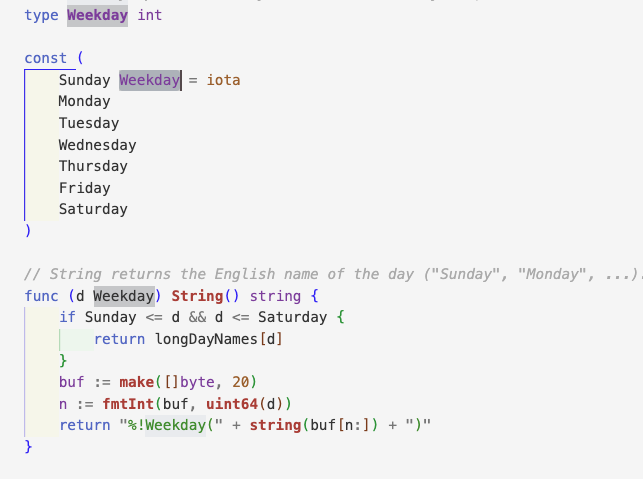 type Weekday int
const (
    Sunday Weekday = iota
    Monday
    Tuesday
    Wednesday
    Thursday
    Friday
    Saturday
)
// String returns the English name of the day ("Sunday", "Monday", ...).
func (d Weekday) String() string {
    if Sunday <= d && d <= Saturday {
        return longDayNames[d]
    }
    buf := make([]byte, 20)
    n := fmtInt(buf, uint64(d))
    return "%!Weekday(" + string(buf[n:]) + ")"
}